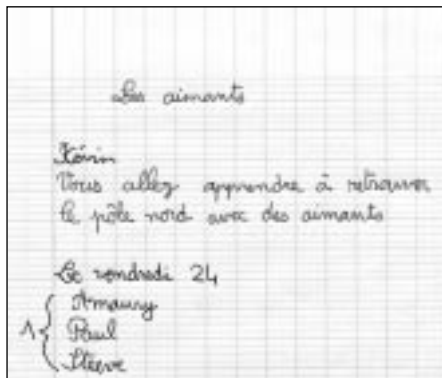 Les aimants
Kévin
Vous allez apprendre à retrouver
le pôle nord avec des aimants
Le vendredi 24
Amaury
1 { Paul
Steeve